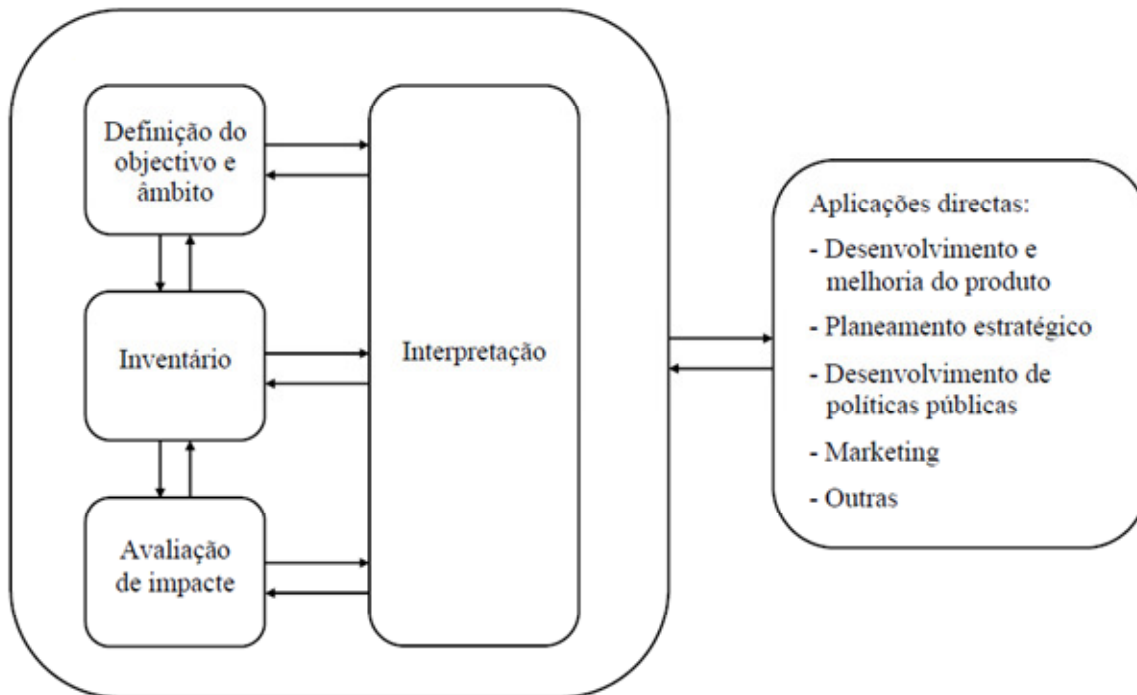 Definição do
objectivo e
âmbito
Inventário
Avaliação
de impacte
Interpretação
Aplicações directas:
- Desenvolvimento e
melhoria do produto
- Planeamento estratégico
- Desenvolvimento de
políticas públicas
- Marketing
- Outras